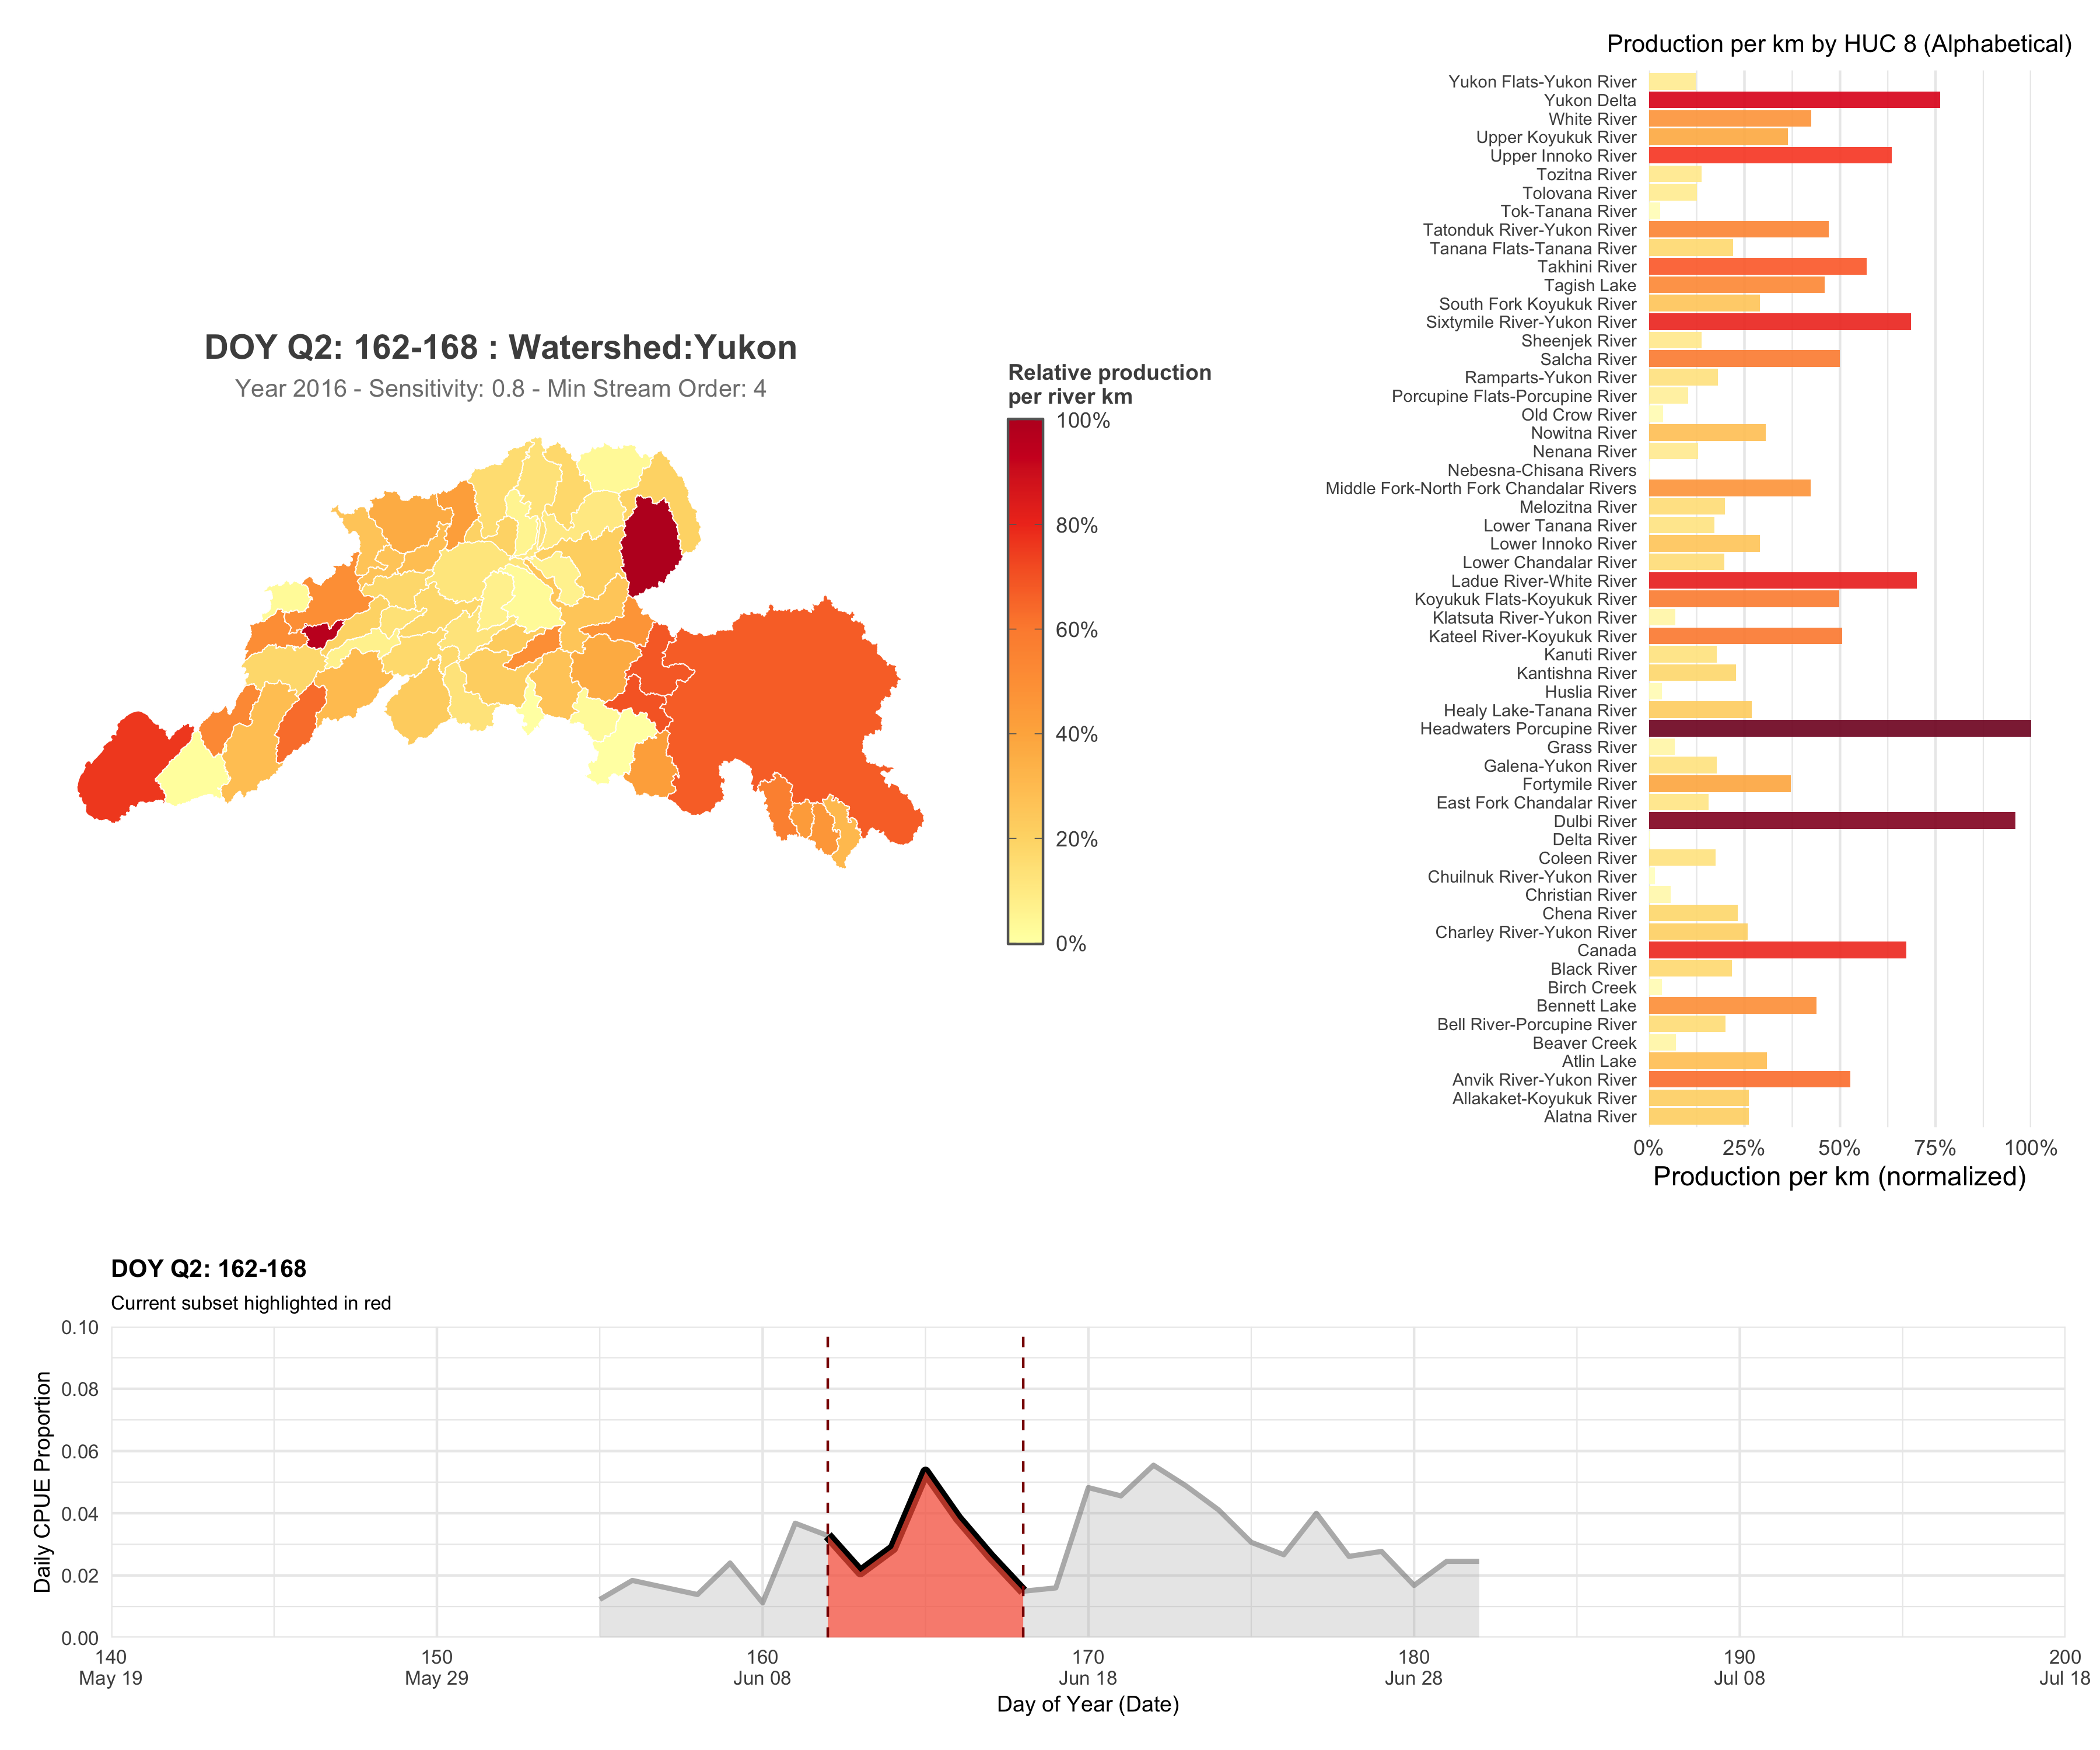 Production per km by HUC 8 (Alphabetical)
Yukon Flats-Yukon River
Yukon Delta
White River
Upper Koyukuk River
Upper Innoko River
Tozitna River
Tolovana River
Tok-Tanana River
Tatonduk River-Yukon River
Tanana Flats-Tanana River
Takhini River
Tagish Lake
South Fork Koyukuk River
Sixtymile River-Yukon River
Sheenjek River
Salcha River
Ramparts-Yukon River
Porcupine Flats-Porcupine River
Old Crow River
Nowitna River
Nenana River
Nebesna-Chisana Rivers
Middle Fork-North Fork Chandalar Rivers
Melozitna River
Lower Tanana River
Lower Innoko River
Lower Chandalar River
Ladue River-White River
Koyukuk Flats-Koyukuk River
Klatsuta River-Yukon River
Kateel River-Koyukuk River
Kanuti River
Kantishna River
Huslia River
Healy Lake-Tanana River
Headwaters Porcupine River
Grass River
Galena-Yukon River
Fortymile River
East Fork Chandalar River
Dulbi River
Delta River
Coleen River
Chuilnuk River-Yukon River
Christian River
Chena River
Charley River-Yukon River
Canada
Black River
Birch Creek
Bennett Lake
Bell River-Porcupine River
Beaver Creek
Atlin Lake
Anvik River-Yukon River
Allakaket-Koyukuk River
Alatna River
0% 25% 50% 75% 100%
Production per km (normalized)
DOY Q2: 162-168 : Watershed:Yukon
Year 2016 - Sensitivity: 0.8 - Min Stream Order: 4
Relative production
per river km
100%
80%
60%
40%
20%
0%
DOY Q2: 162-168
Current subset highlighted in red
Daily CPUE Proportion
0.10
0.08
0.06
0.04
0.02
0.00
140 150 160 170 180 190 200
May 19 May 29 Jun 08 Jun 18 Jun 28 Jul 08 Jul 18
Day of Year (Date)